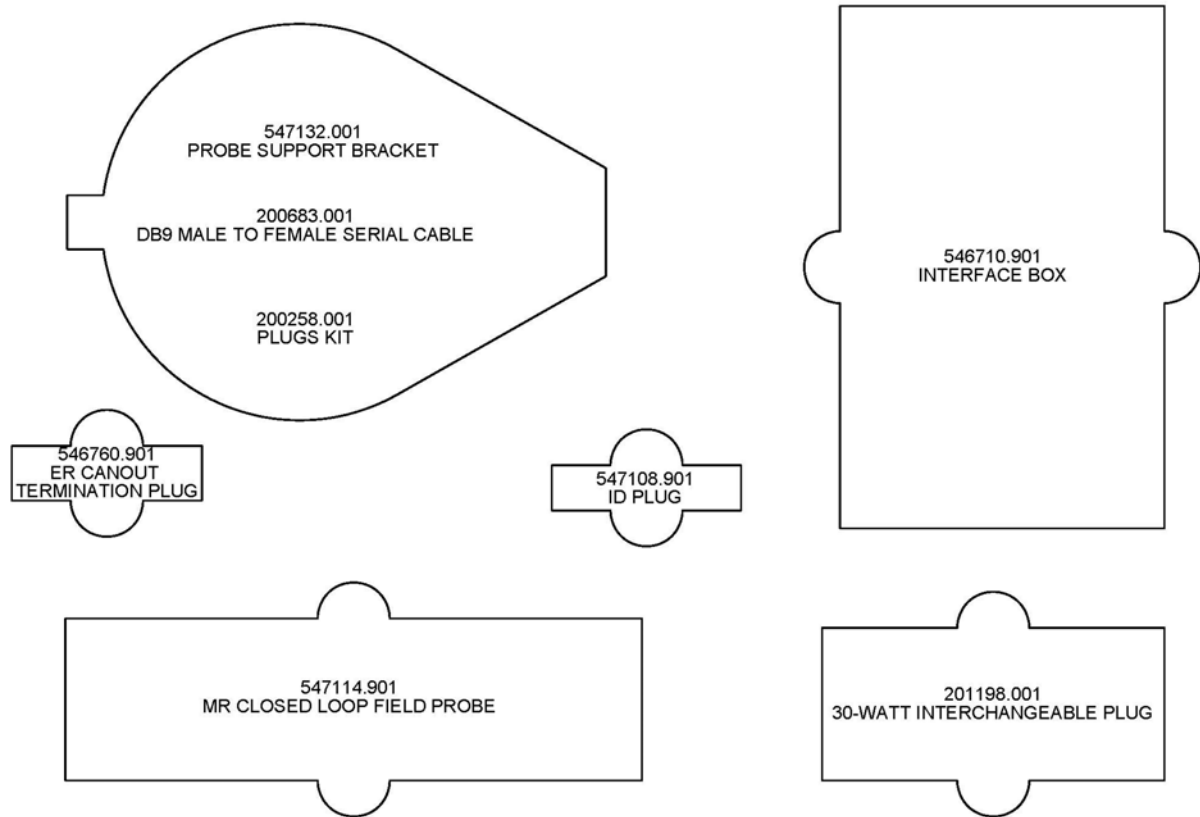 547132.001
PROBE SUPPORT BRACKET
200683.001
DB9 MALE TO FEMALE SERIAL CABLE
200258.001
PLUGS KIT
546710.901
INTERFACE BOX
546760.901
ER CANOUT
TERMINATION PLUG
547108.901
ID PLUG
547114.901
MR CLOSED LOOP FIELD PROBE
201198.001
30-WATT INTERCHANGEABLE PLUG